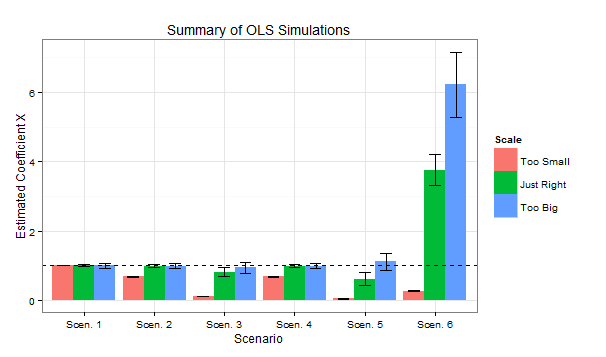 Summary of OLS Simulations
Estimated Coefficient X
6
4
2
0
Scen. 1 Scen. 2 Scen. 3 Scen. 4 Scen. 5 Scen. 6
Scenario
Scale
Too Small
Just Right
Too Big